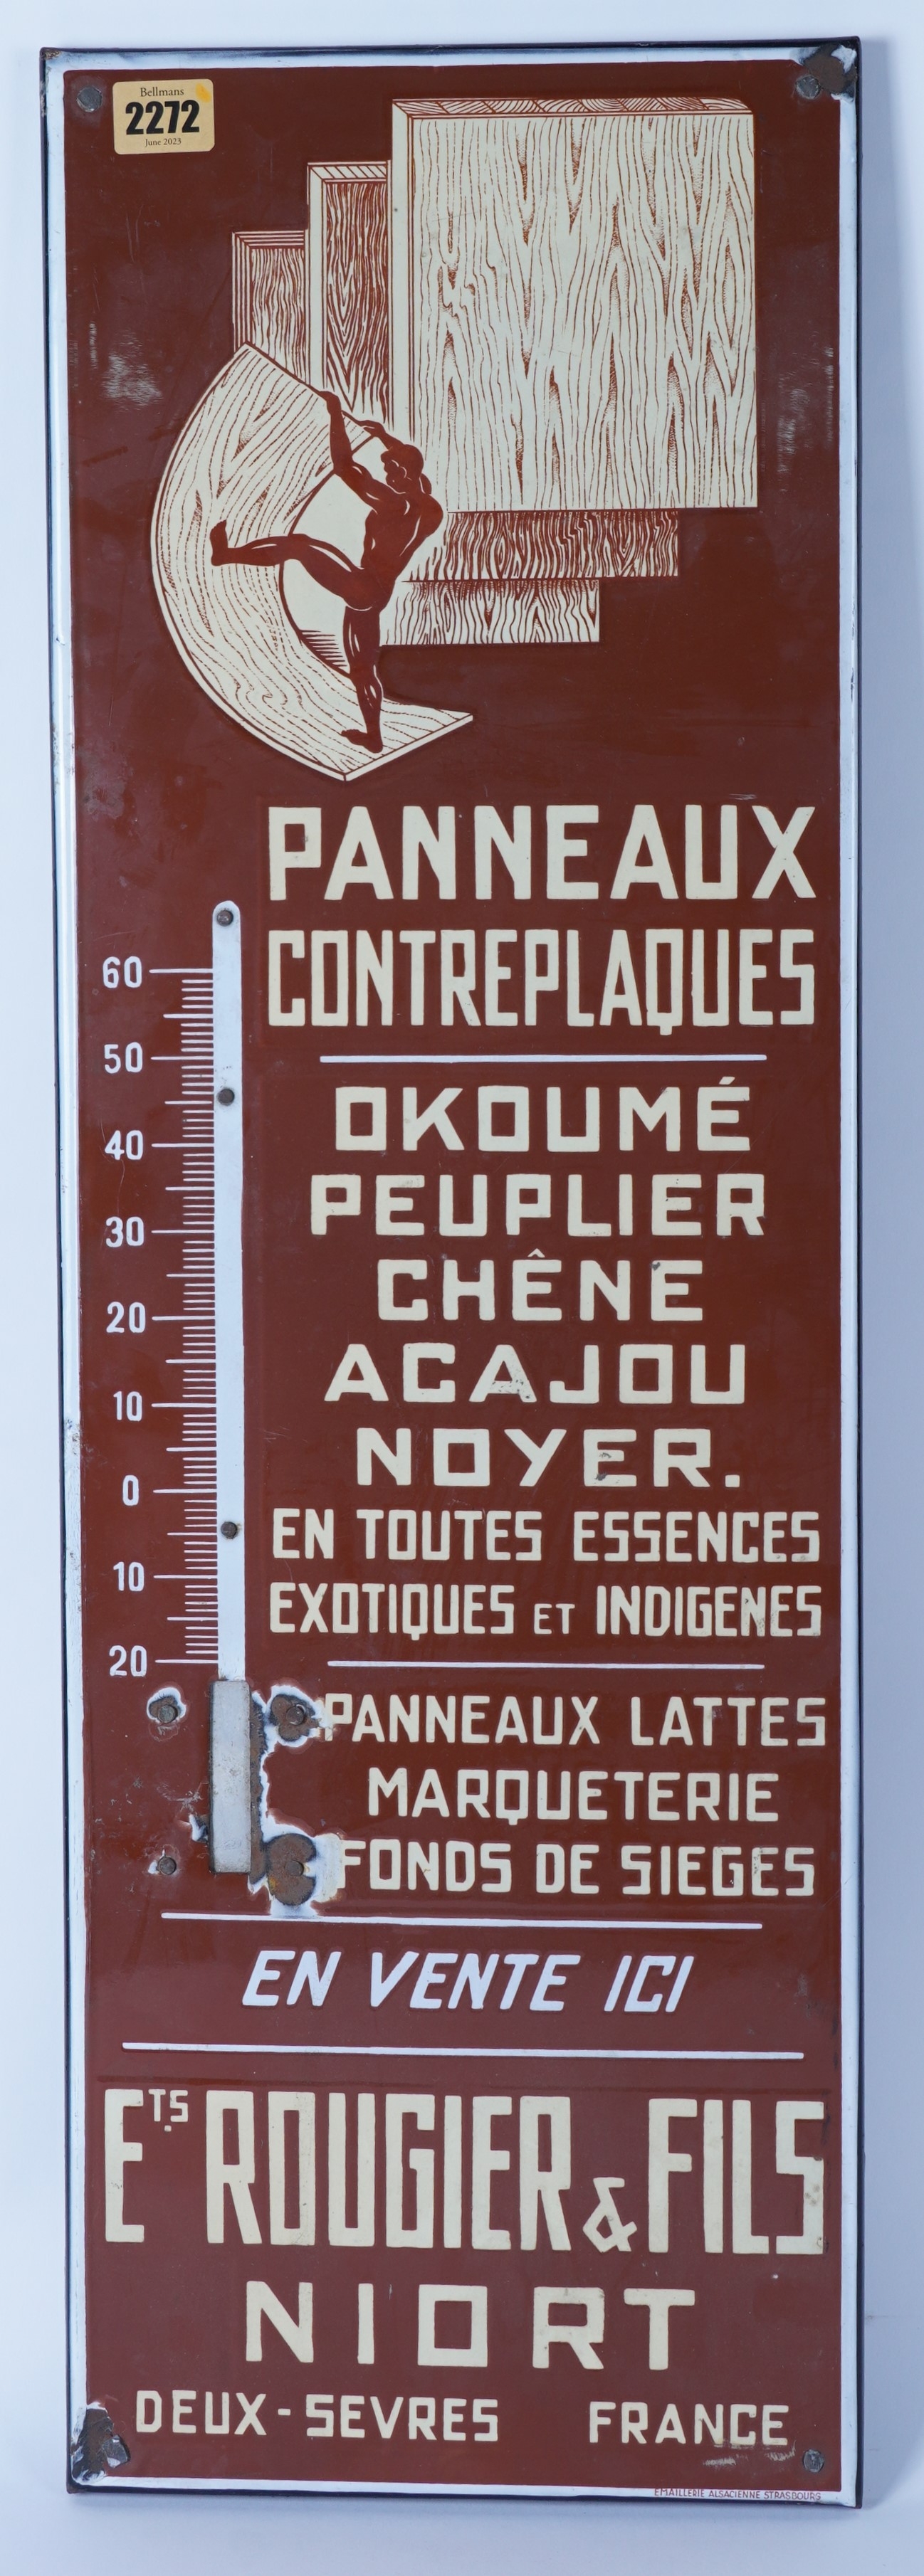 Bellmans
2272
June 2023
PANNEAUX
CONTREPLAQUES
60
50
40
30
20
10
0
10
20
OKOUMÉ
PEUPLIER
CHÊNE
ACAJOU
NOYER.
EN TOUTES ESSENCES
EXOTIQUES ET INDIGENES
PANNEAUX LATTES
MARQUETERIE
FONDS DE SIEGES
EN VENTE ICI
ETS ROUGIER & FILS
NIORT
DEUX-SEVRES FRANCE
EMAILLERIE ALSACIENNE STRASBOURG